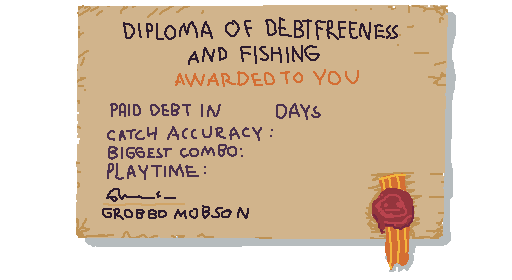 DIPLOMA OF DEBTFREENESS
AND FISHING
AWARDED TO YOU
PAID DEBT IN DAYS
CATCH ACCURACY:
BIGGEST COMBO:
PLAYTIME:
GROBBO MOBSON